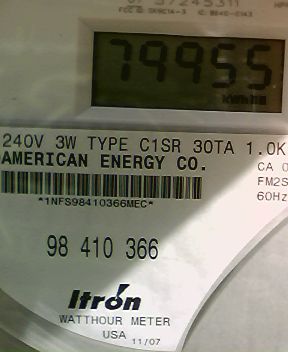 79955
240V 3W TYPE C1SR 30TA 1.0K
AMERICAN ENERGY CO.
CA
FM2S
60Hz
*1NFS98410366MEC*
98 410 366
Itron
WATTHOUR METER
USA 11/07